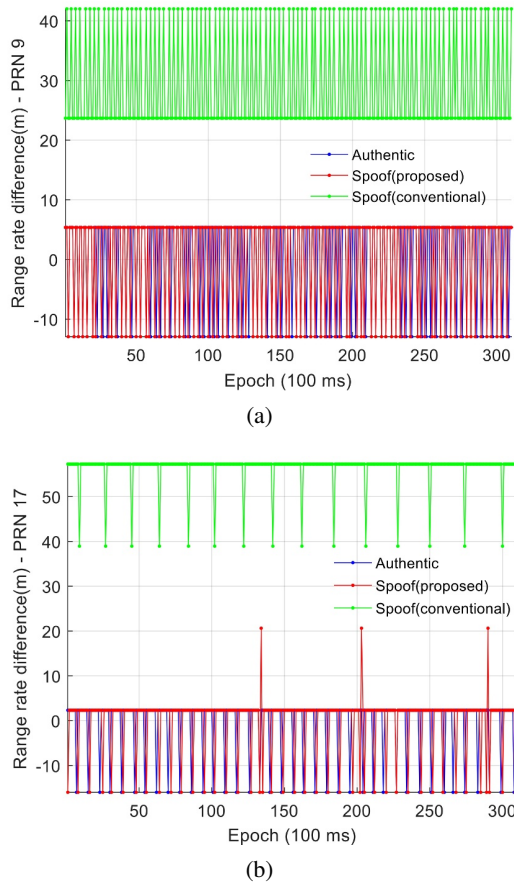 40
30
20
10
0
-10
Range rate difference(m) - PRN 9
Authentic
Spoof(proposed)
Spoof(conventional)
50 100 150 200 250 300
Epoch (100 ms)
(a)
50
40
30
20
10
0
-10
Range rate difference(m) - PRN 17
Authentic
Spoof(proposed)
Spoof(conventional)
50 100 150 200 250 300
Epoch (100 ms)
(b)